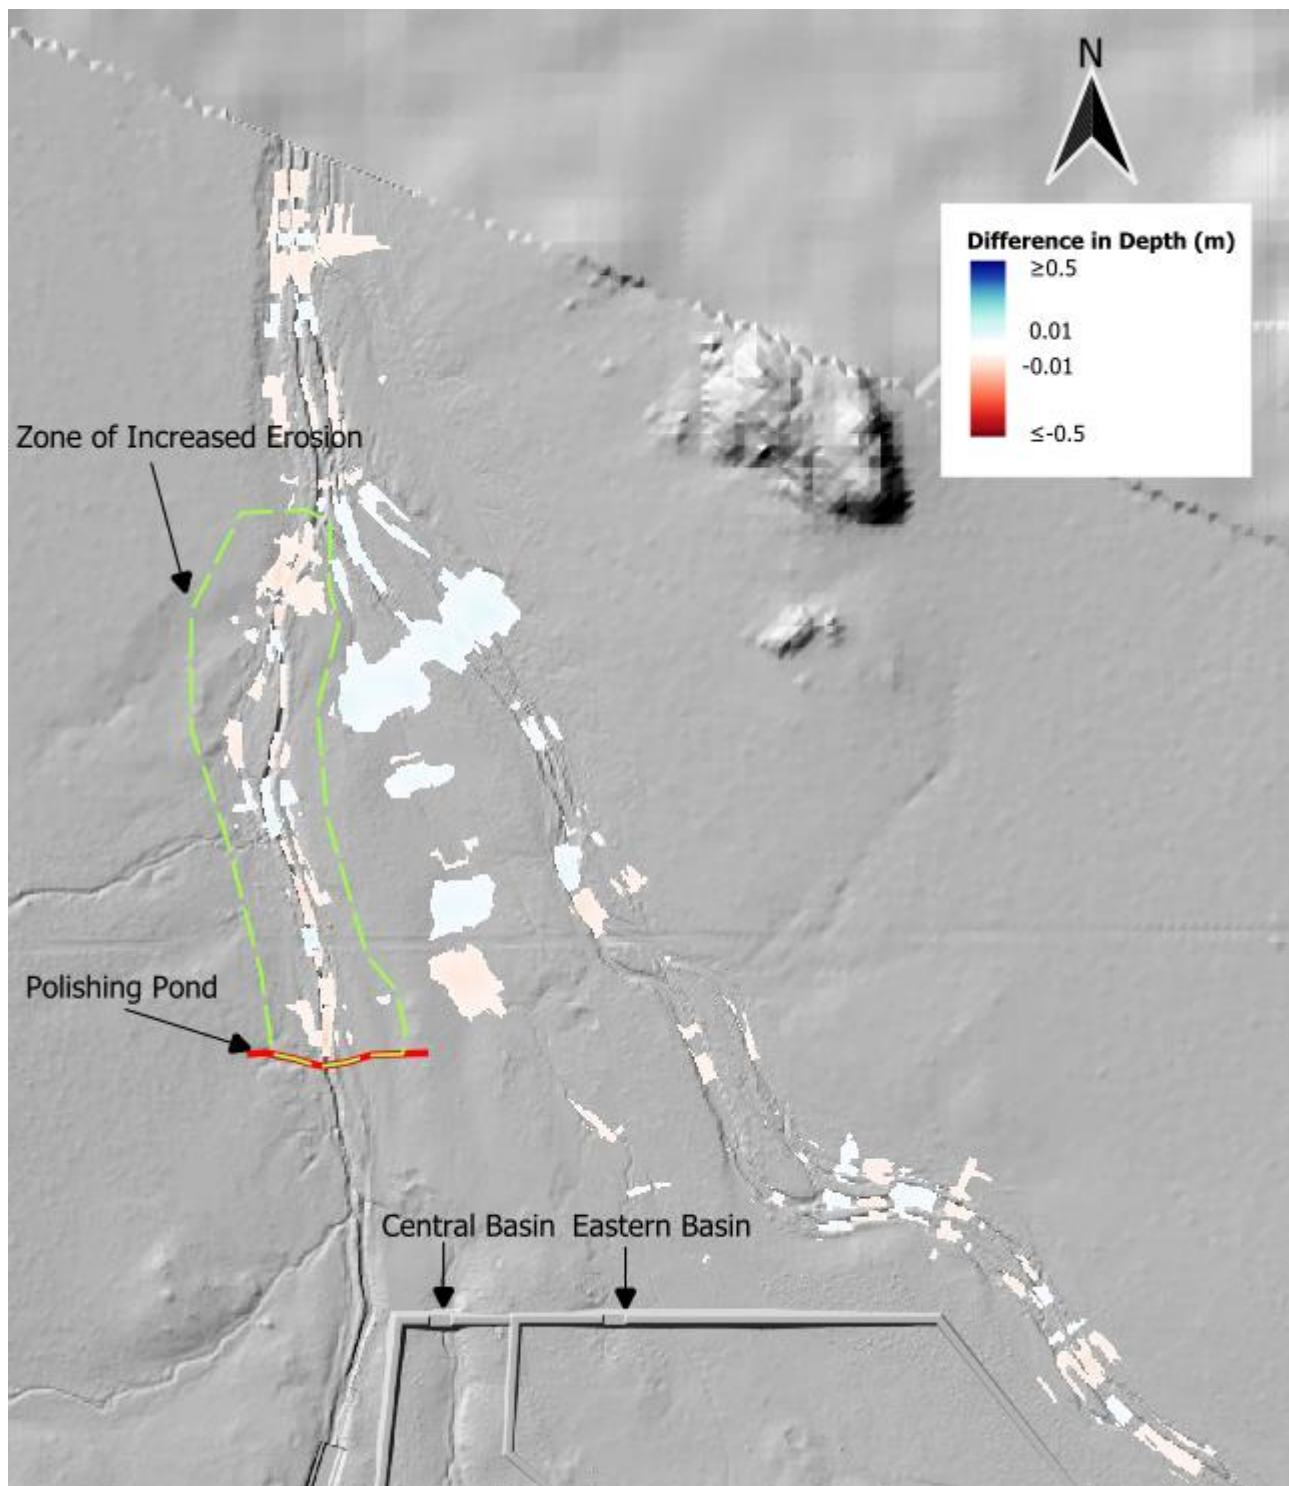 N
Difference in Depth (m)
≥0.5
0.01
-0.01
≤-0.5
Zone of Increased Erosion
Polishing Pond
Central Basin
Eastern Basin